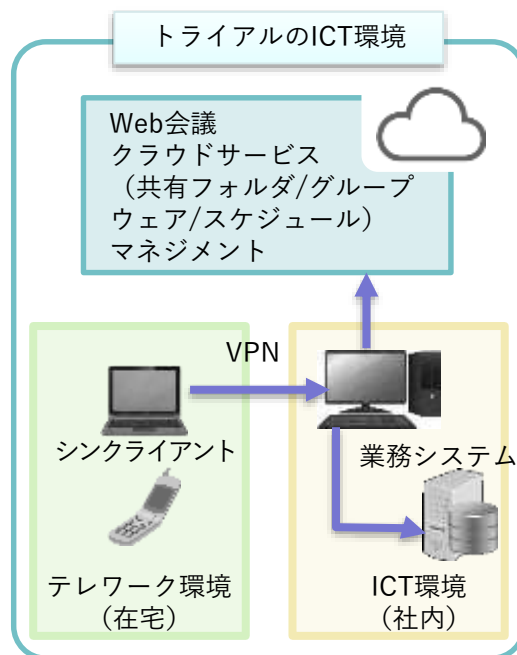 トライアルのICT環境
Web会議
クラウドサービス
（共有フォルダ/グループ
ウェア/スケジュール）
マネジメント
VPN
シンクライアント
業務システム
テレワーク環境
（在宅）
ICT環境
（社内）